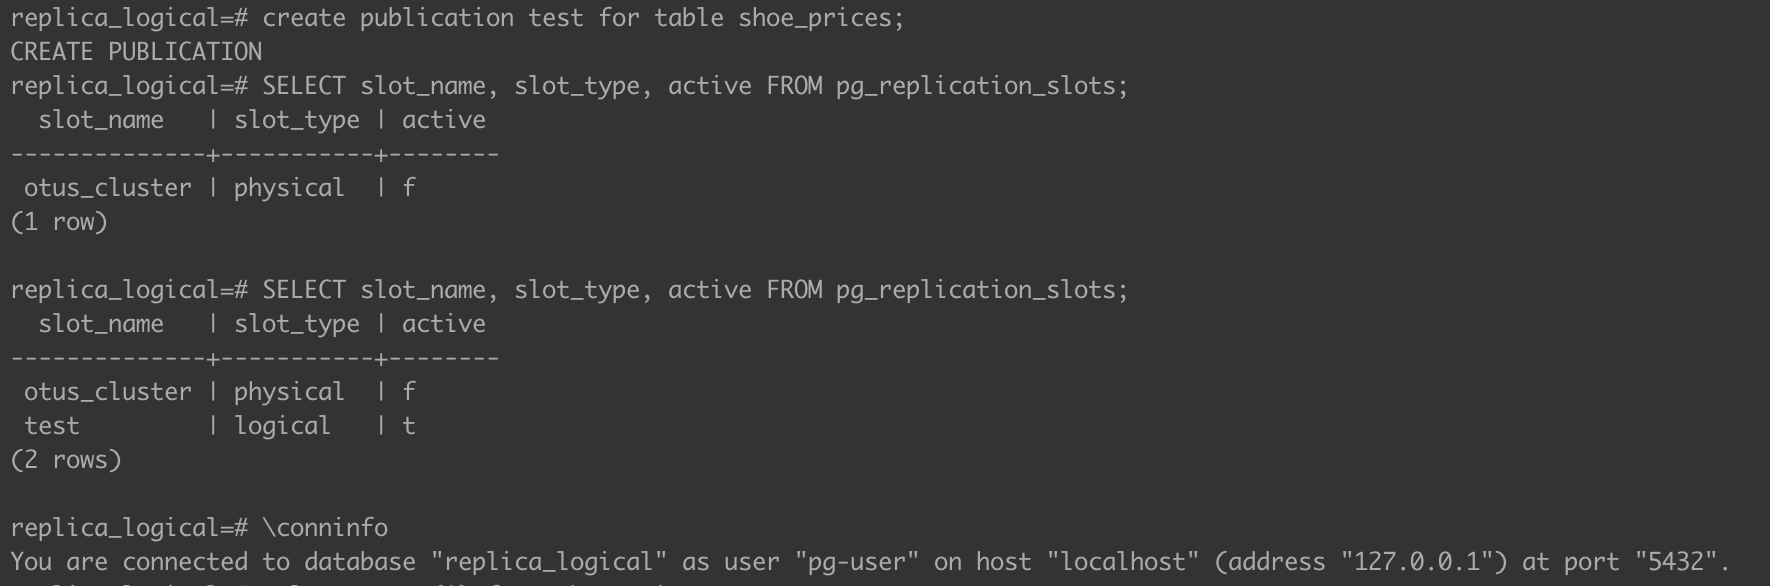 replica_logical=# create publication test for table shoe_prices;
CREATE PUBLICATION
replica_logical=# SELECT slot_name, slot_type, active FROM pg_replication_slots;
  slot_name   | slot_type | active
--------------+-----------+--------
 otus_cluster | physical  | f
(1 row)

replica_logical=# SELECT slot_name, slot_type, active FROM pg_replication_slots;
  slot_name   | slot_type | active
--------------+-----------+--------
 otus_cluster | physical  | f
 test         | logical   | t
(2 rows)

replica_logical=# \conninfo
You are connected to database "replica_logical" as user "pg-user" on host "localhost" (address "127.0.0.1") at port "5432".